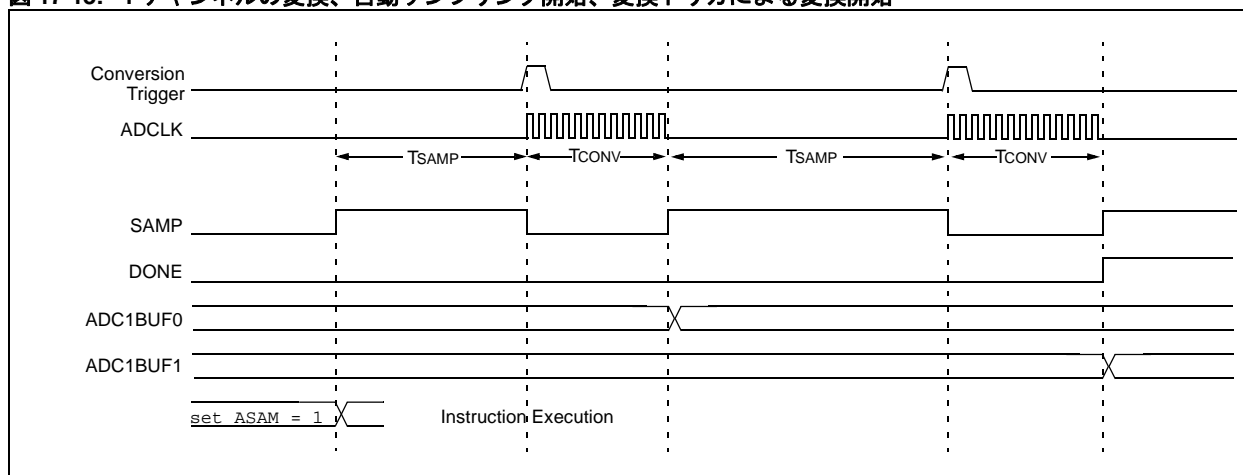 Conversion
Trigger
ADCLK
TSAMP TCONV TSAMP TCONV
SAMP
DONE
ADC1BUF0
ADC1BUF1
set ASAM = 1 Instruction Execution